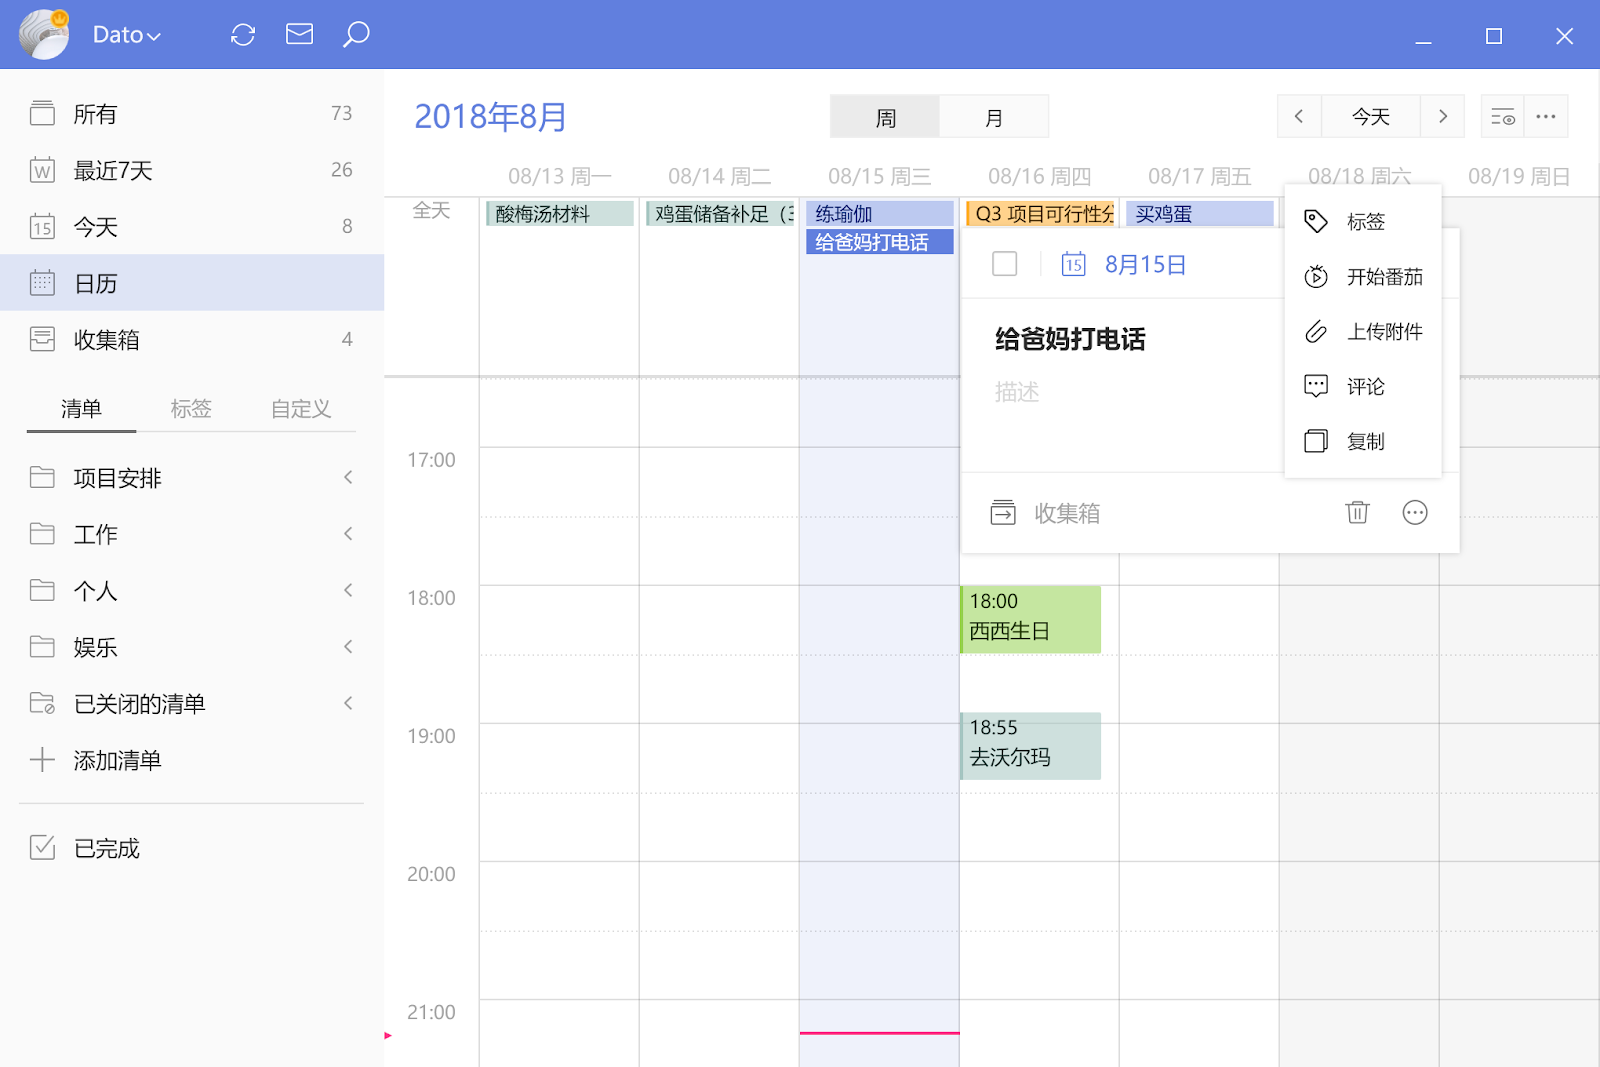 Dato
所有 73
W 最近7天 26
15 今天 8
日历
收集箱 4
清单 标签 自定义
项目安排
工作
个人
娱乐
已关闭的清单
添加清单
已完成
2018年8月
周 月
今天
08/13 周一 08/14 周二 08/15 周三 08/16 周四 08/17 周五 08/18 周六 08/19 周日
全天
酸梅汤材料 鸡蛋储备补足（3 练瑜伽 Q3 项目可行性分 买鸡蛋
给爸妈打电话
15 8月15日
给爸妈打电话
描述
收集箱
标签
开始番茄
上传附件
评论
复制
17:00
18:00
18:00
西西生日
18:55
去沃尔玛
19:00
20:00
21:00